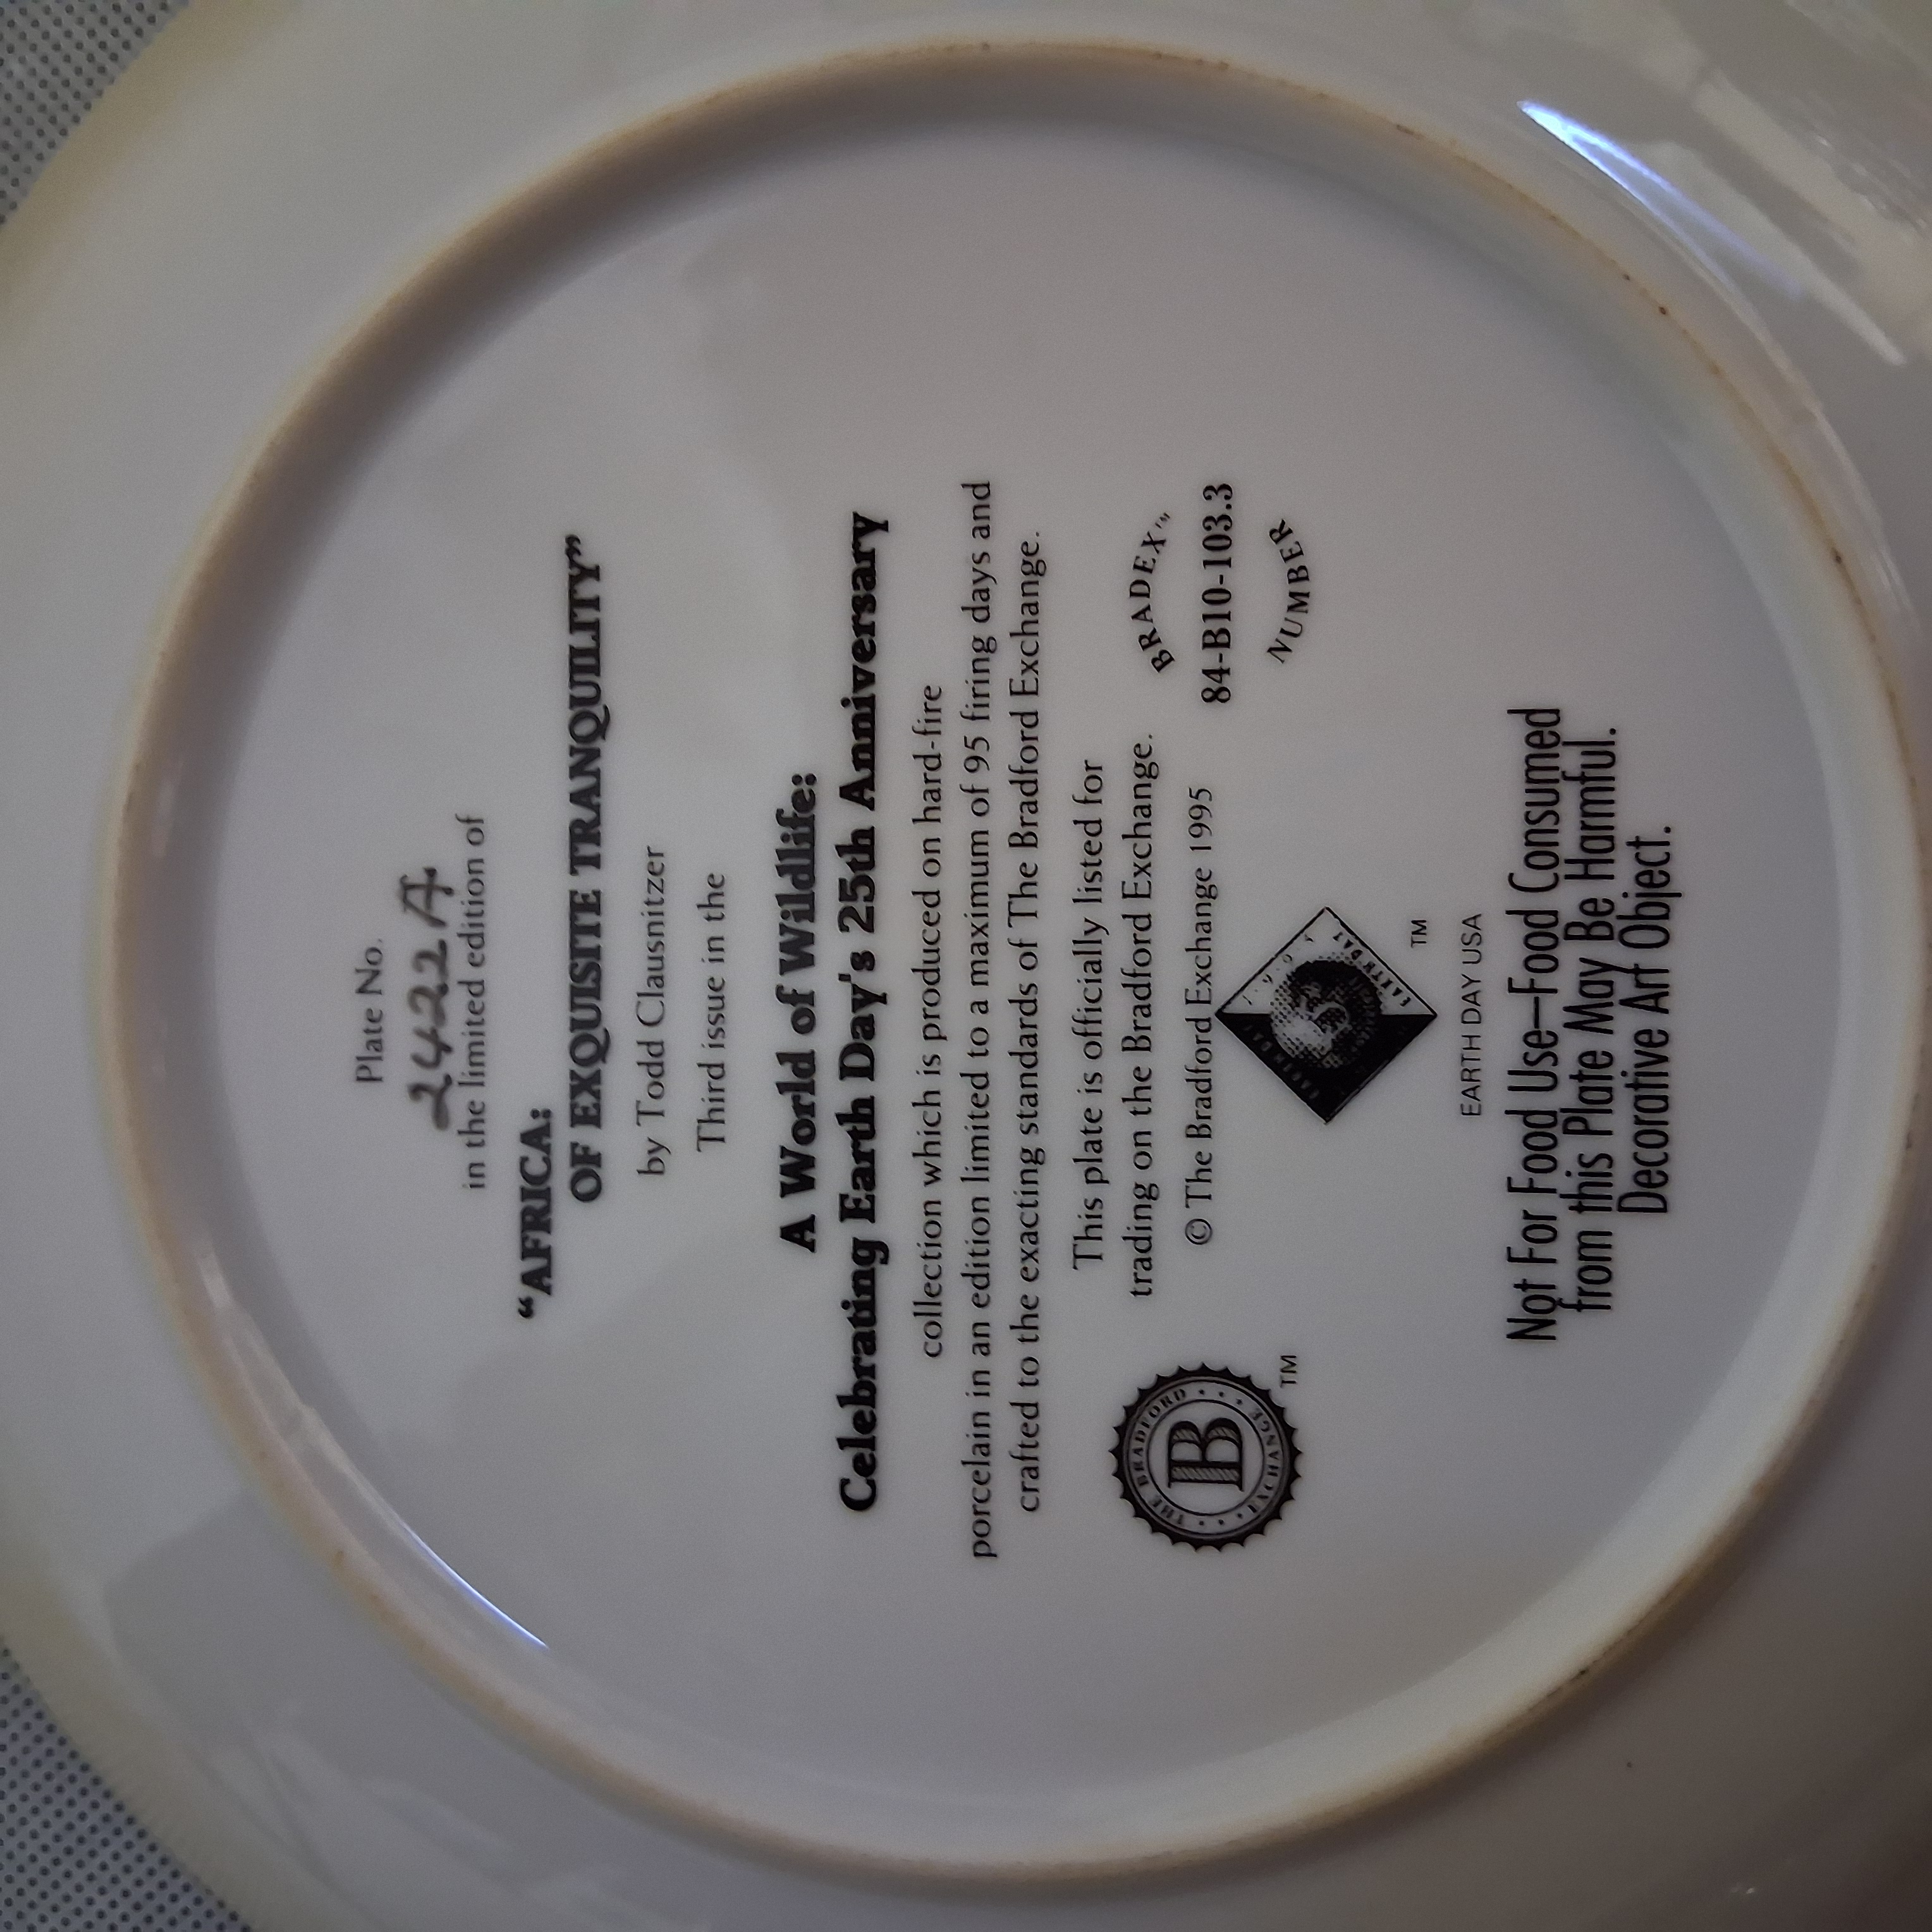 Plate No.
2422A
in the limited edition of
“AFRICA:
OF EXQUISITE TRANQUILITY”
by Todd Clausnitzer
Third issue in the
A World of Wildlife:
Celebrating Earth Day's 25th Anniversary
collection which is produced on hard-fire
porcelain in an edition limited to a maximum of 95 firing days and
crafted to the exacting standards of The Bradford Exchange.
This plate is officially listed for
trading on the Bradford Exchange.
© The Bradford Exchange 1995
THE BRADFORD EXCHANGE
B
TM
BRADEX™
84-B10-103.3
NUMBER
EARTH DAY
TM
EARTH DAY USA
Not For Food Use—Food Consumed
from this Plate May Be Harmful.
Decorative Art Object.